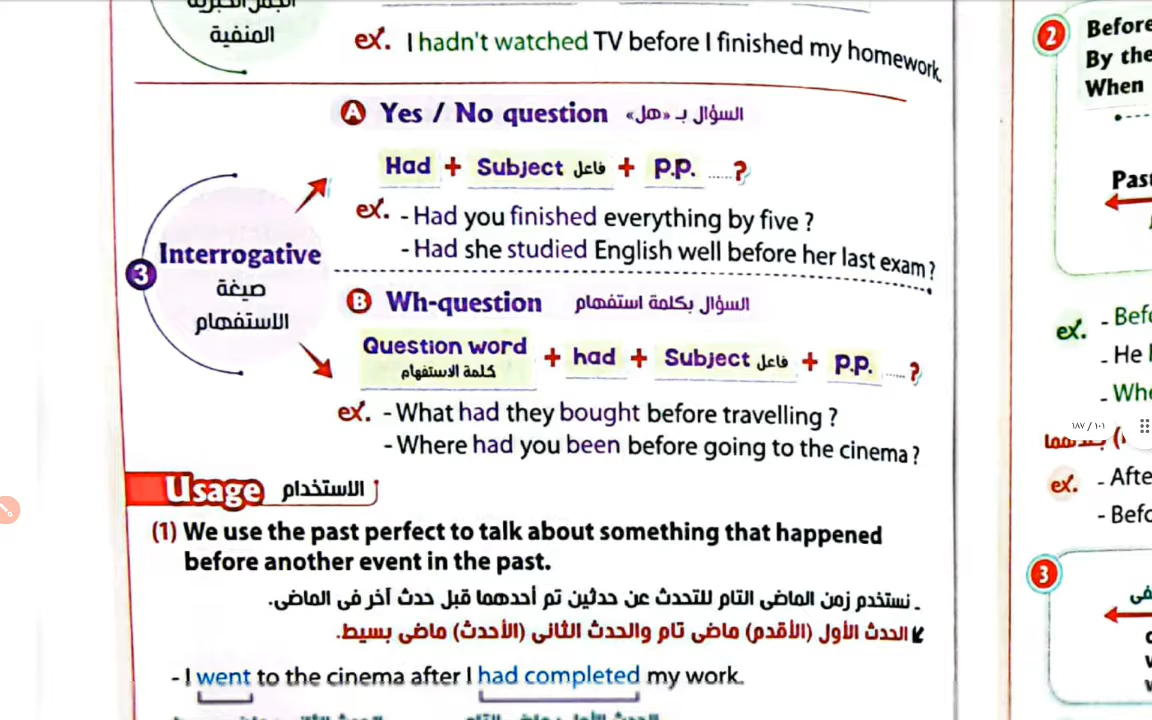 المنفية
ex. I hadn't watched TV before I finished my homework.
A Yes / No question السؤال بـ «هل»
Had + Subject فاعل + P.P. .....?
ex. - Had you finished everything by five ?
- Had she studied English well before her last exam ?
3 Interrogative
صيغة
الاستفهام
B Wh-question السؤال بكلمة استفهام
Question word كلمة الاستفهام + had + Subject فاعل + P.P. .....?
ex. - What had they bought before travelling ?
- Where had you been before going to the cinema ?
Usage الاستخدام
(1) We use the past perfect to talk about something that happened
before another event in the past.
ـ نستخدم زمن الماضى التام للتحدث عن حدثين تم أحدهما قبل حدث آخر فى الماضى.
الحدث الأول (الأقدم) ماضى تام والحدث الثانى (الأحدث) ماضى بسيط.
- I went to the cinema after I had completed my work.
2 Before
By the
When
ex.
- He
١٨٧ / ١٠١
ex.
3